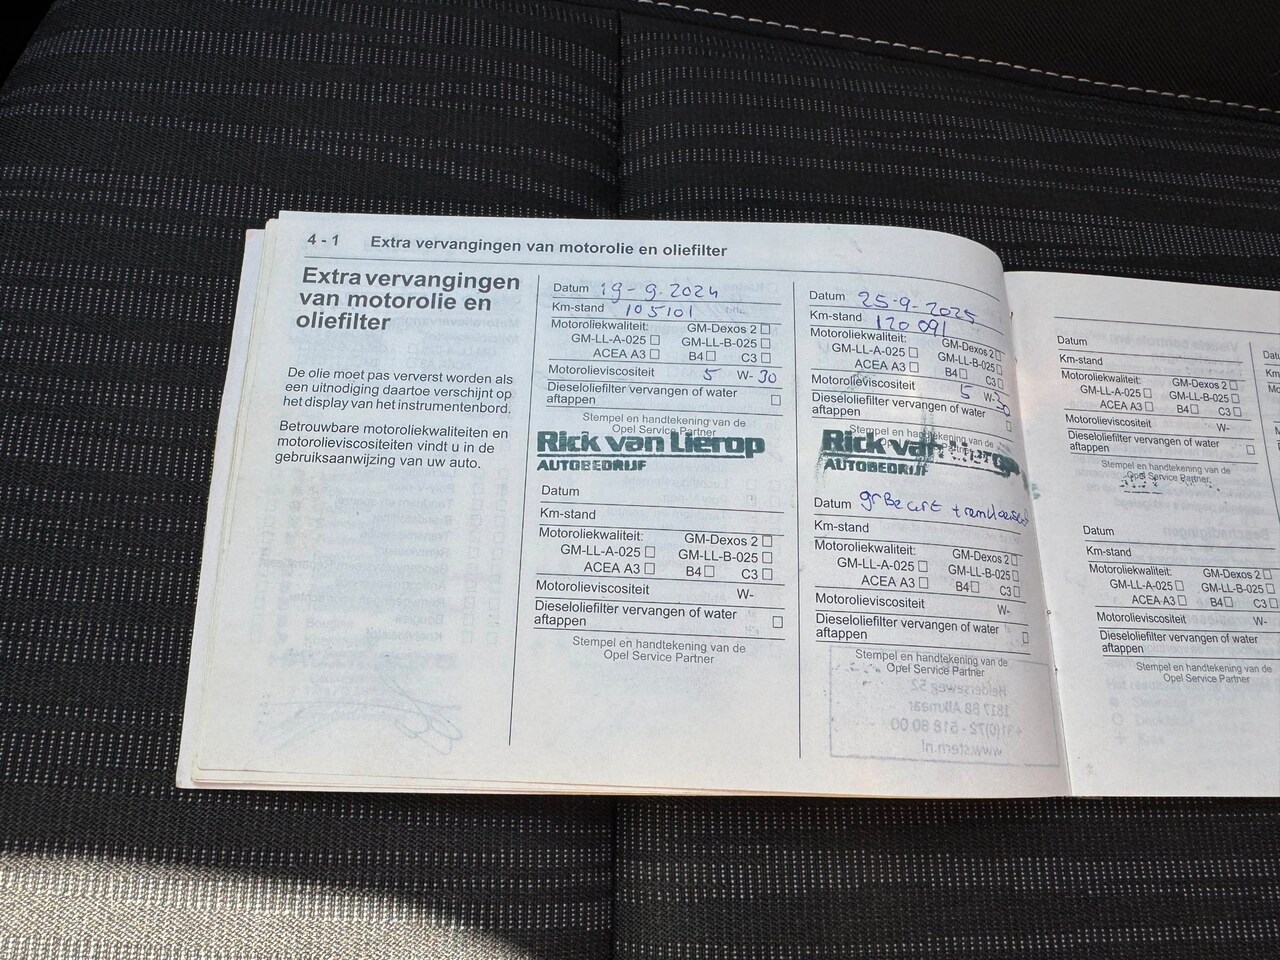 4 - 1 Extra vervangingen van motorolie en oliefilter
Extra vervangingen
van motorolie en
oliefilter
De olie moet pas ververst worden als
een uitnodiging daartoe verschijnt op
het display van het instrumentenbord.
Betrouwbare motoroliekwaliteiten en
motorolieviscositeiten vindt u in de
gebruiksaanwijzing van uw auto.
Datum 19-9-2024
Km-stand 105101
Motoroliekwaliteit: GM-Dexos 2
GM-LL-A-025 GM-LL-B-025
ACEA A3 B4 C3
Motorolieviscositeit 5 W- 30
Dieseloliefilter vervangen of water
aftappen
Stempel en handtekening van de
Opel Service Partner
Rick van Lierop
AUTOBEDRIJF
Datum
Km-stand
Motoroliekwaliteit: GM-Dexos 2
GM-LL-A-025 GM-LL-B-025
ACEA A3 B4 C3
Motorolieviscositeit W-
Dieseloliefilter vervangen of water
aftappen
Stempel en handtekening van de
Opel Service Partner
Datum 25-9-2025
Km-stand 120 091
Motoroliekwaliteit: GM-Dexos 2
GM-LL-A-025 GM-LL-B-025
ACEA A3 B4 C3
Motorolieviscositeit 5 W- 30
Dieseloliefilter vervangen of water
aftappen
Stempel en handtekening van de
Opel Service Partner
Rick van
AUTOBEDRIJF
Datum gr Beurt +
Km-stand
Motoroliekwaliteit: GM-Dexos 2
GM-LL-A-025 GM-LL-B-025
ACEA A3 B4 C3
Motorolieviscositeit W-
Dieseloliefilter vervangen of water
aftappen
Stempel en handtekening van de
Opel Service Partner
Datum
Km-stand
Motoroliekwaliteit: GM-Dexos 2
GM-LL-A-025 GM-LL-B-025
ACEA A3 B4 C3
Motorolieviscositeit W-
Dieseloliefilter vervangen of water
aftappen
Stempel en handtekening van de
Opel Service Partner
Datum
Km-stand
Motoroliekwaliteit: GM-Dexos 2
GM-LL-A-025 GM-LL-B-025
ACEA A3 B4 C3
Motorolieviscositeit W-
Dieseloliefilter vervangen of water
aftappen
Stempel en handtekening van de
Opel Service Partner